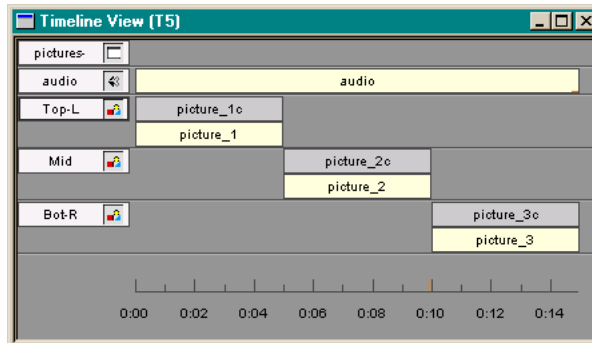 Timeline View (T5)
pictures-
audio audio
Top-L picture_1c
picture_1
Mid picture_2c
picture_2
Bot-R picture_3c
picture_3
0:00 0:02 0:04 0:06 0:08 0:10 0:12 0:14